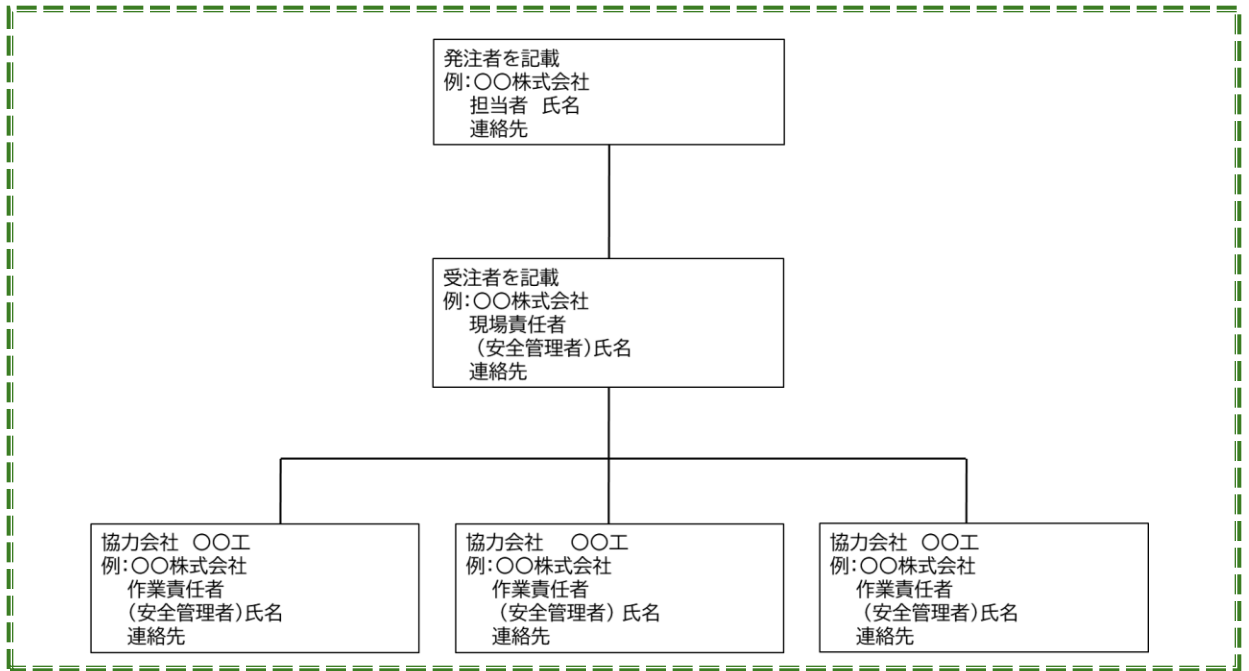 発注者を記載
例：〇〇株式会社
担当者　氏名
連絡先
受注者を記載
例：〇〇株式会社
現場責任者
（安全管理者）氏名
連絡先
協力会社　〇〇工
例：〇〇株式会社
作業責任者
（安全管理者）氏名
連絡先
協力会社　〇〇工
例：〇〇株式会社
作業責任者
（安全管理者） 氏名
連絡先
協力会社　〇〇工
例：〇〇株式会社
作業責任者
（安全管理者）氏名
連絡先